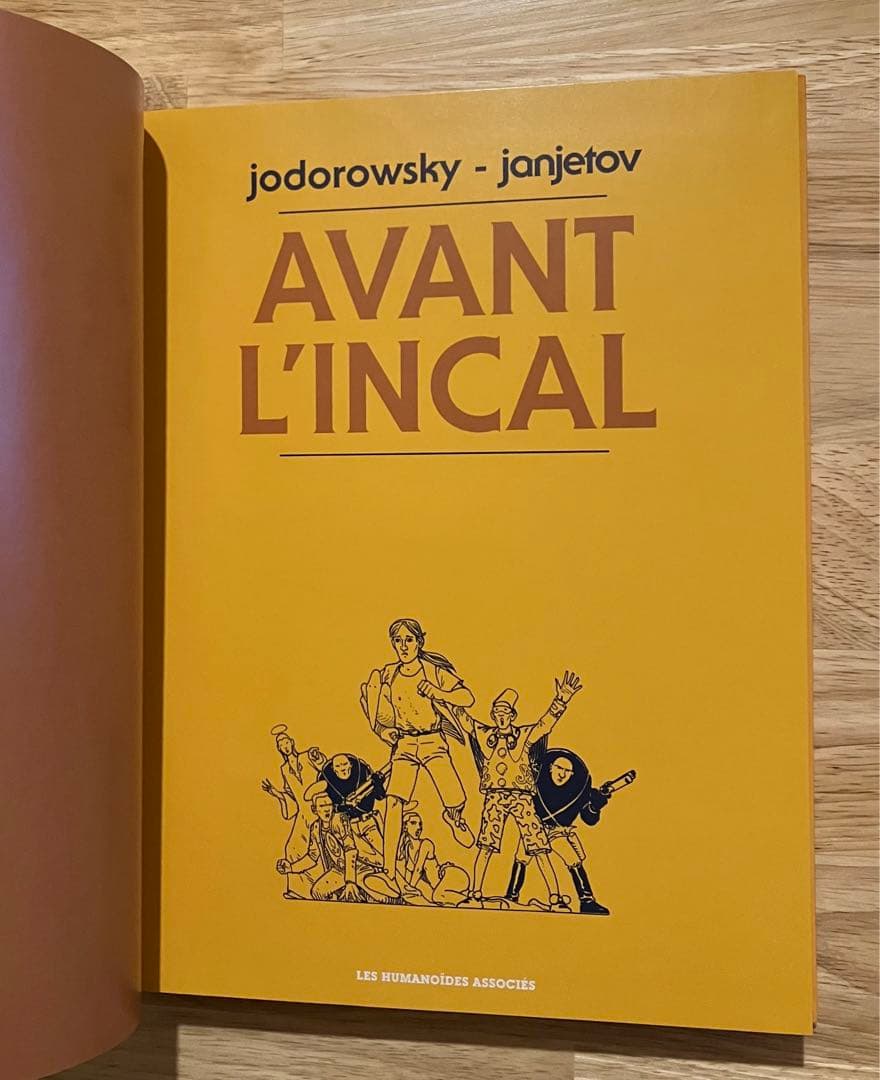 jodorowsky - janjetov
AVANT
L'INCAL
LES HUMANOÏDES ASSOCIÉS